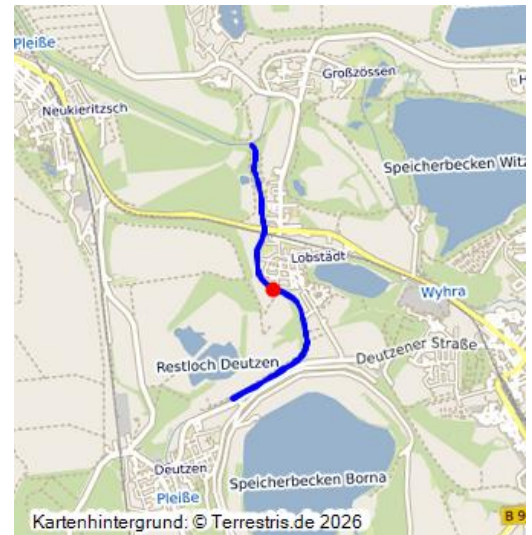 Pleiße
Großzössen
H
Neukieritzsch
Speicherbecken Witz
Lobstädt
Wyhra
Deutzener Straße
Restloch Deutzen
Deutzen
Speicherbecken Borna
Pleiße
B 9
Kartenhintergrund: © Terrestris.de 2026